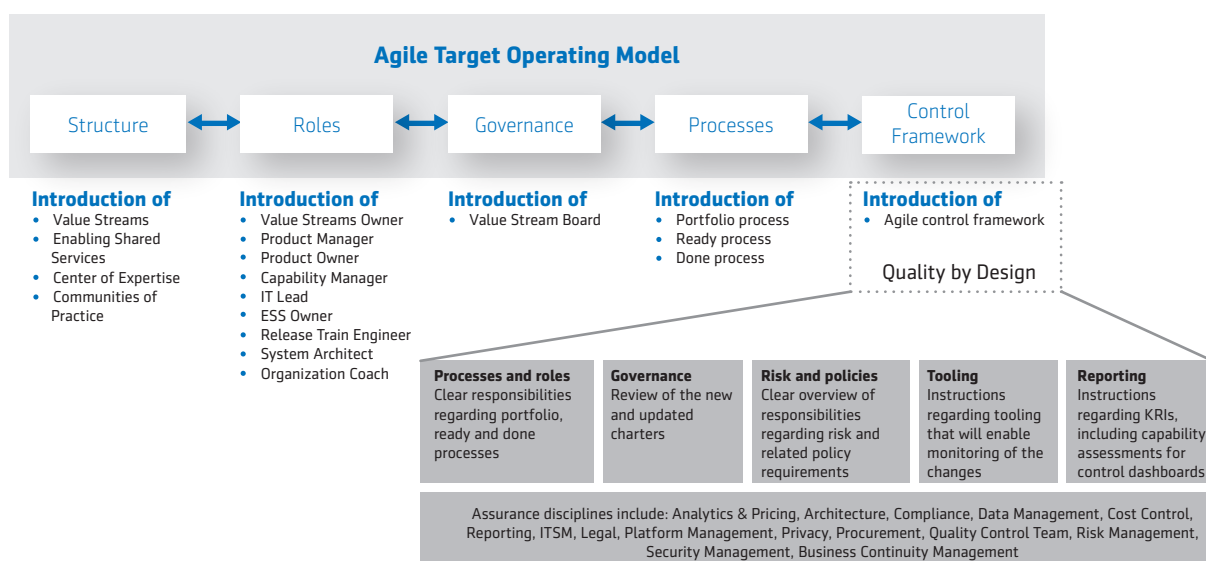 Agile Target Operating Model
Structure
Roles
Governance
Processes
Control
Framework
Introduction of
• Value Streams
• Enabling Shared
Services
• Center of Expertise
• Communities of
Practice
Introduction of
• Value Streams Owner
• Product Manager
• Product Owner
• Capability Manager
• IT Lead
• ESS Owner
• Release Train Engineer
• System Architect
• Organization Coach
Introduction of
• Value Stream Board
Introduction of
• Portfolio process
• Ready process
• Done process
Introduction of
• Agile control framework
Quality by Design
Processes and roles
Clear responsibilities
regarding portfolio,
ready and done
processes
Governance
Review of the new
and updated
charters
Risk and policies
Clear overview of
responsibilities
regarding risk and
related policy
requirements
Tooling
Instructions
regarding tooling
that will enable
monitoring of the
changes
Reporting
Instructions
regarding KRIs,
including capability
assessments for
control dashboards
Assurance disciplines include: Analytics & Pricing, Architecture, Compliance, Data Management, Cost Control,
Reporting, ITSM, Legal, Platform Management, Privacy, Procurement, Quality Control Team, Risk Management,
Security Management, Business Continuity Management